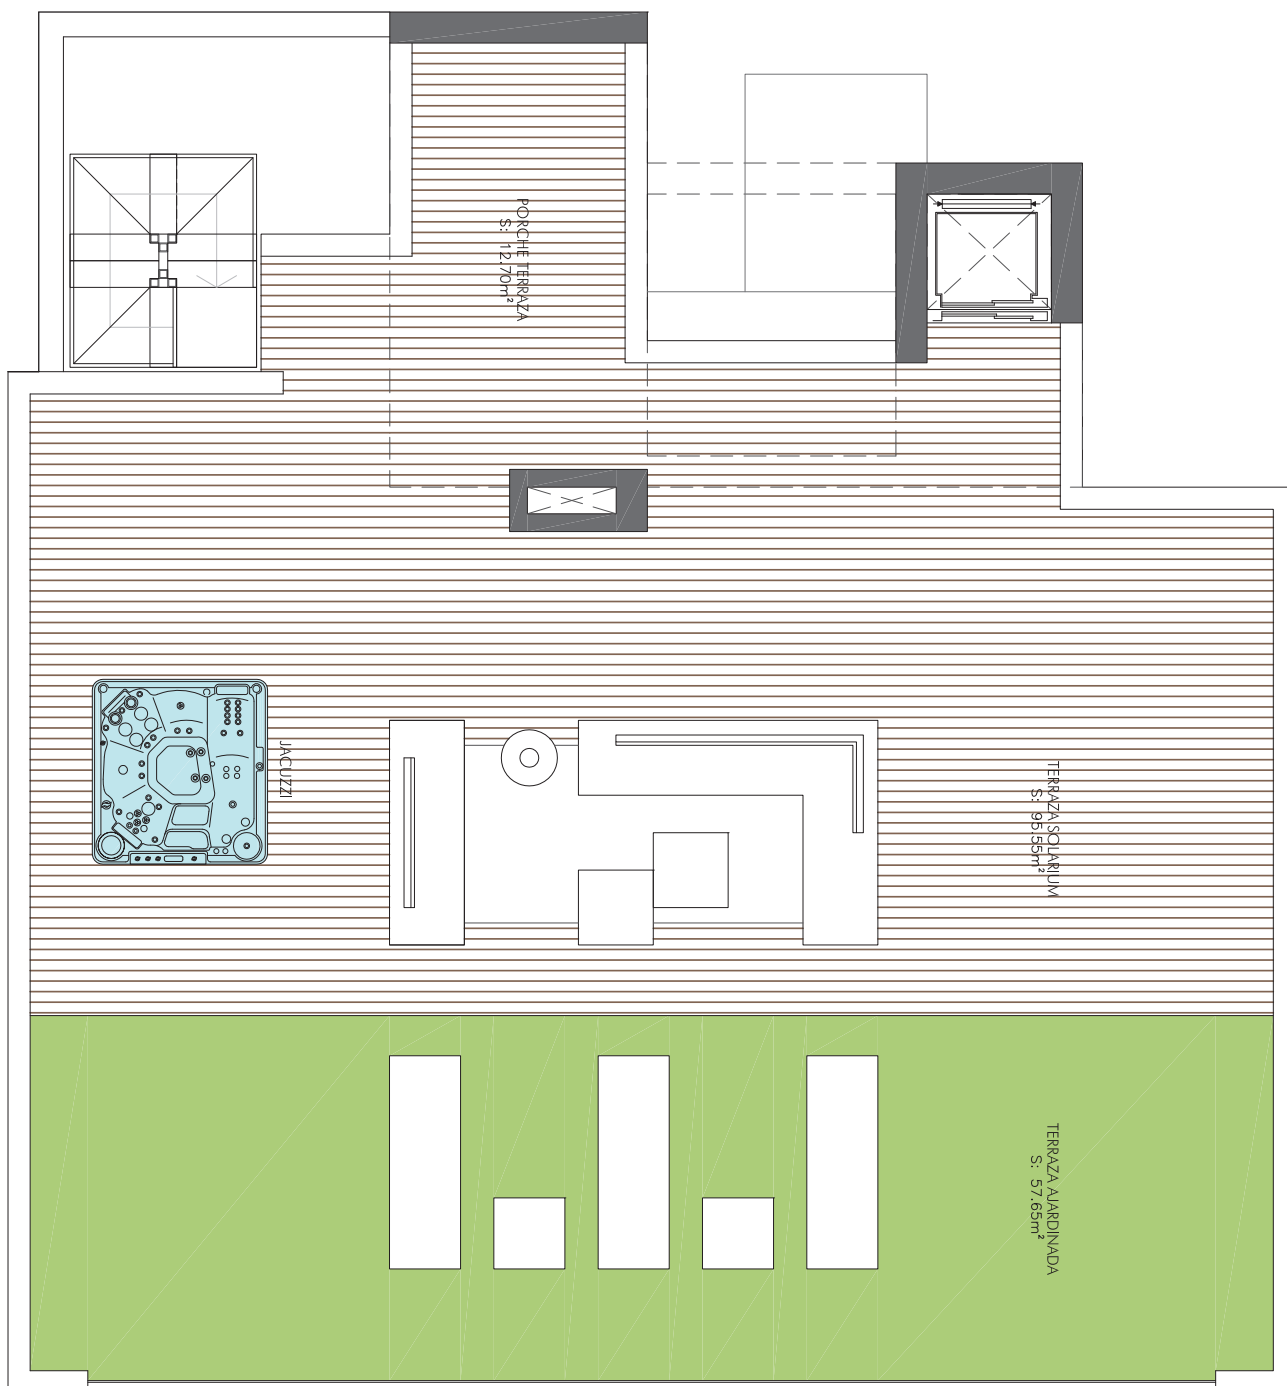 PORCHE TERRAZA
S: 12.70m²
JACUZZI
TERRAZA SOLARIUM
S: 95.55m²
TERRAZA AJARDINADA
S: 57.65m²